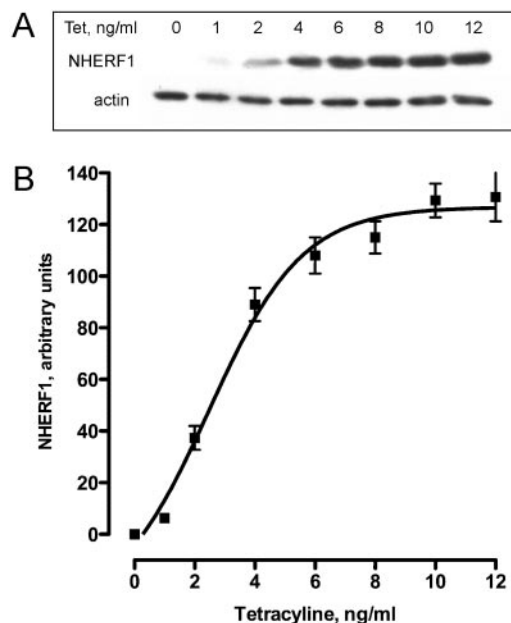 A
Tet, ng/ml 0 1 2 4 6 8 10 12
NHERF1
actin
B
140
120
100
80
60
40
20
0
NHERF1, arbitrary units
0 2 4 6 8 10 12
Tetracyline, ng/ml